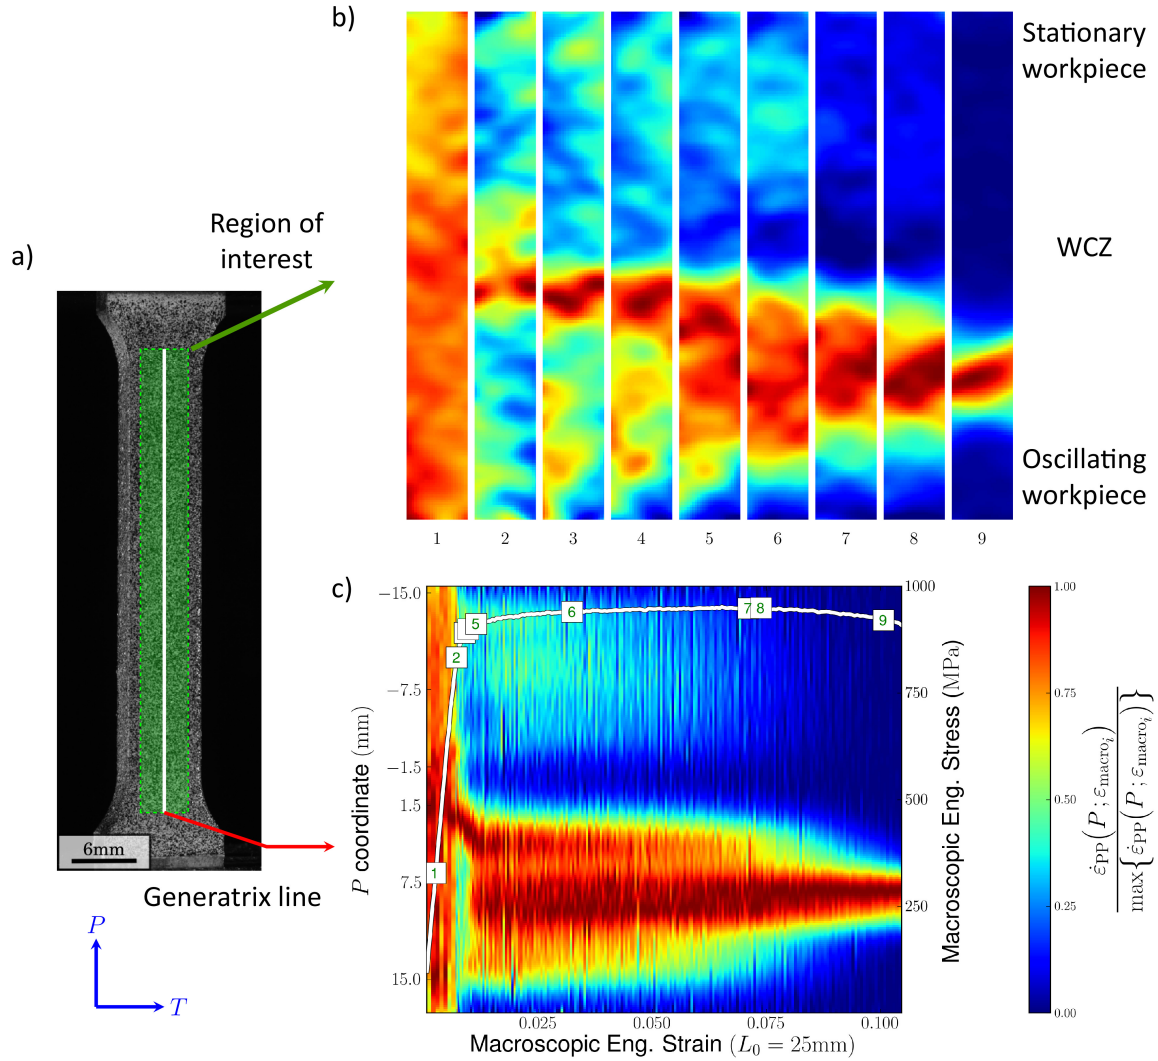 b)
Stationary
workpiece
Region of
interest
a)
WCZ
Oscillating
workpiece
1 2 3 4 5 6 7 8 9
6mm
Generatrix line
P
T
c)
−15.0
−7.5
−1.5
1.5
7.5
15.0
P coordinate (mm)
1
2
5
6
7 8
9
1000
750
500
250
Macroscopic Eng. Stress (MPa)
0.025 0.050 0.075 0.100
Macroscopic Eng. Strain (L₀ = 25mm)
1.00
0.75
0.50
0.25
0.00
ε̇PP(P ; εmacroᵢ)
max{ε̇PP(P ; εmacroᵢ)}